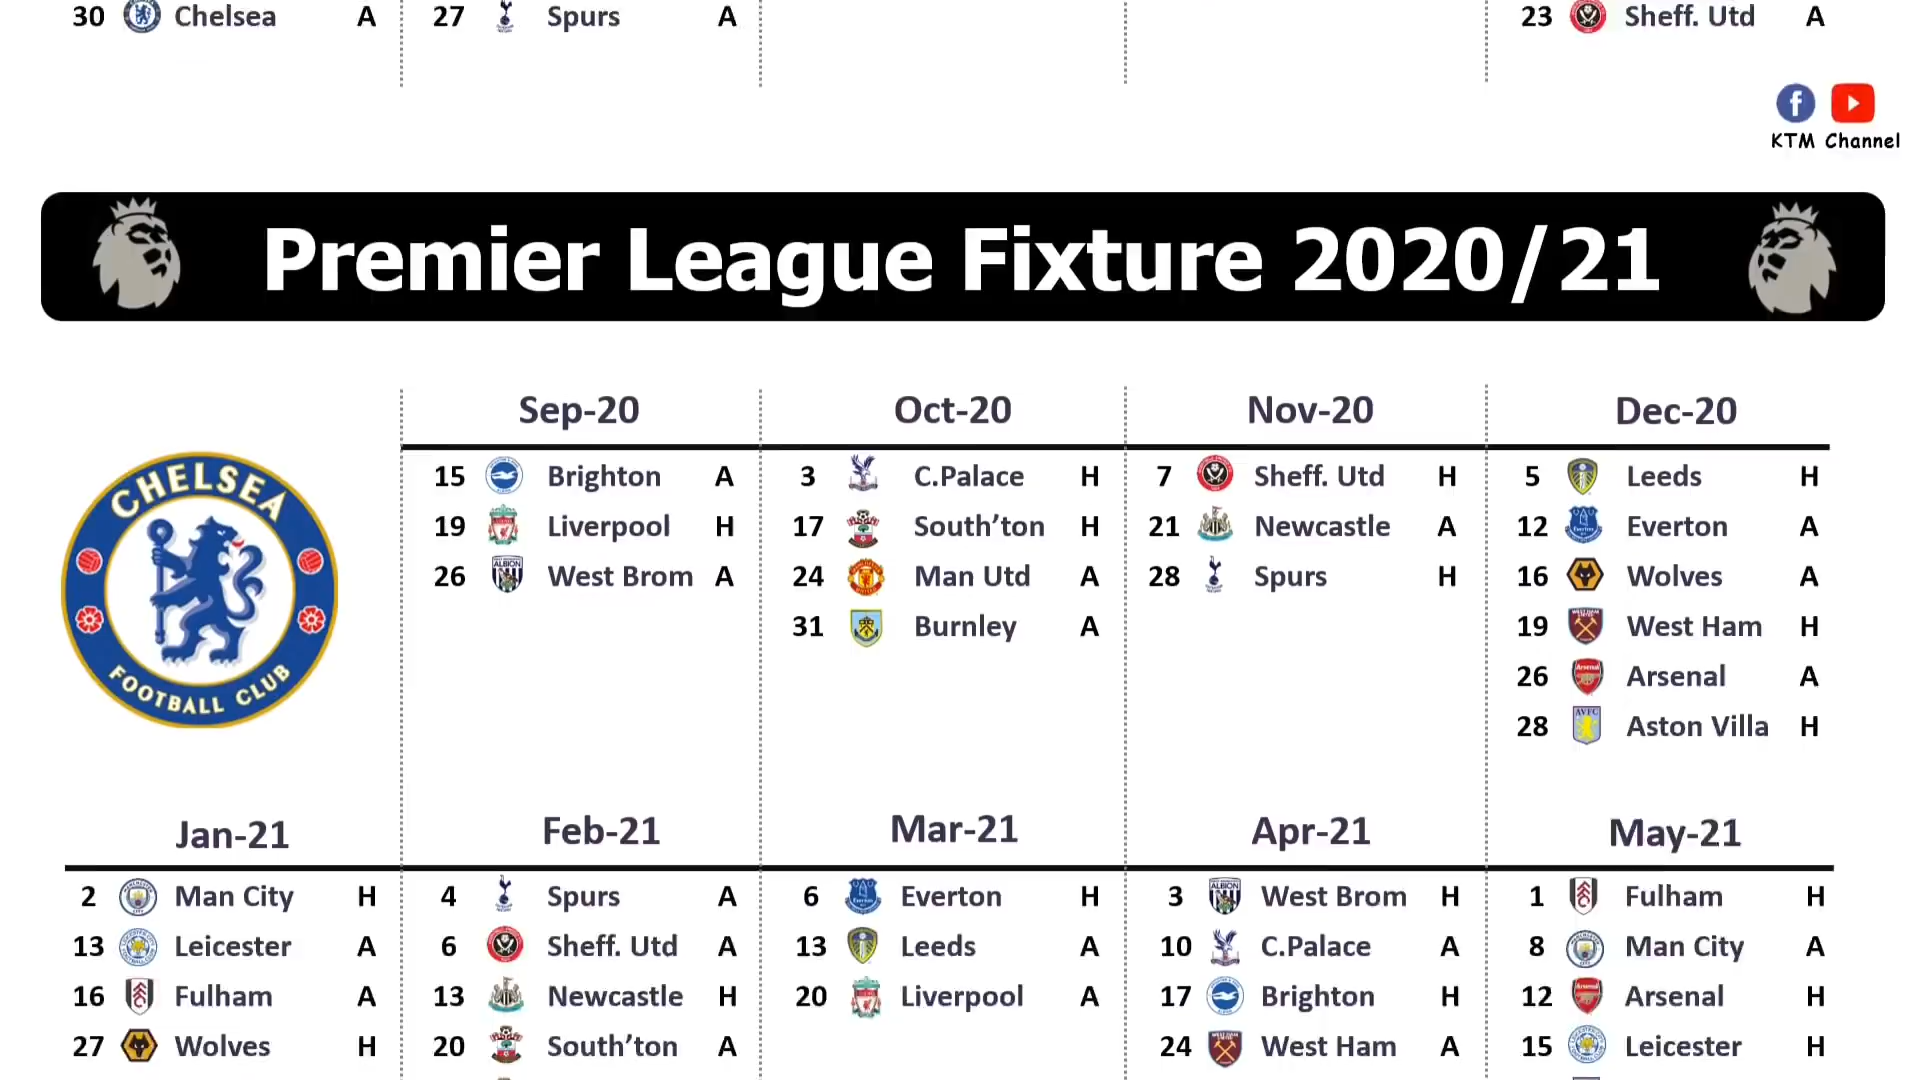 30 Chelsea A 27 Spurs A 23 Sheff. Utd A
KTM Channel
Premier League Fixture 2020/21
CHELSEA
FOOTBALL CLUB
Sep-20 Oct-20 Nov-20 Dec-20
15 Brighton A 3 C.Palace H 7 Sheff. Utd H 5 Leeds H
19 Liverpool H 17 South’ton H 21 Newcastle A 12 Everton A
26 West Brom A 24 Man Utd A 28 Spurs H 16 Wolves A
31 Burnley A 19 West Ham H
26 Arsenal A
28 Aston Villa H
Jan-21 Feb-21 Mar-21 Apr-21 May-21
2 Man City H 4 Spurs A 6 Everton H 3 West Brom H 1 Fulham H
13 Leicester A 6 Sheff. Utd A 13 Leeds A 10 C.Palace A 8 Man City A
16 Fulham A 13 Newcastle H 20 Liverpool A 17 Brighton H 12 Arsenal H
27 Wolves H 20 South’ton A 24 West Ham A 15 Leicester H